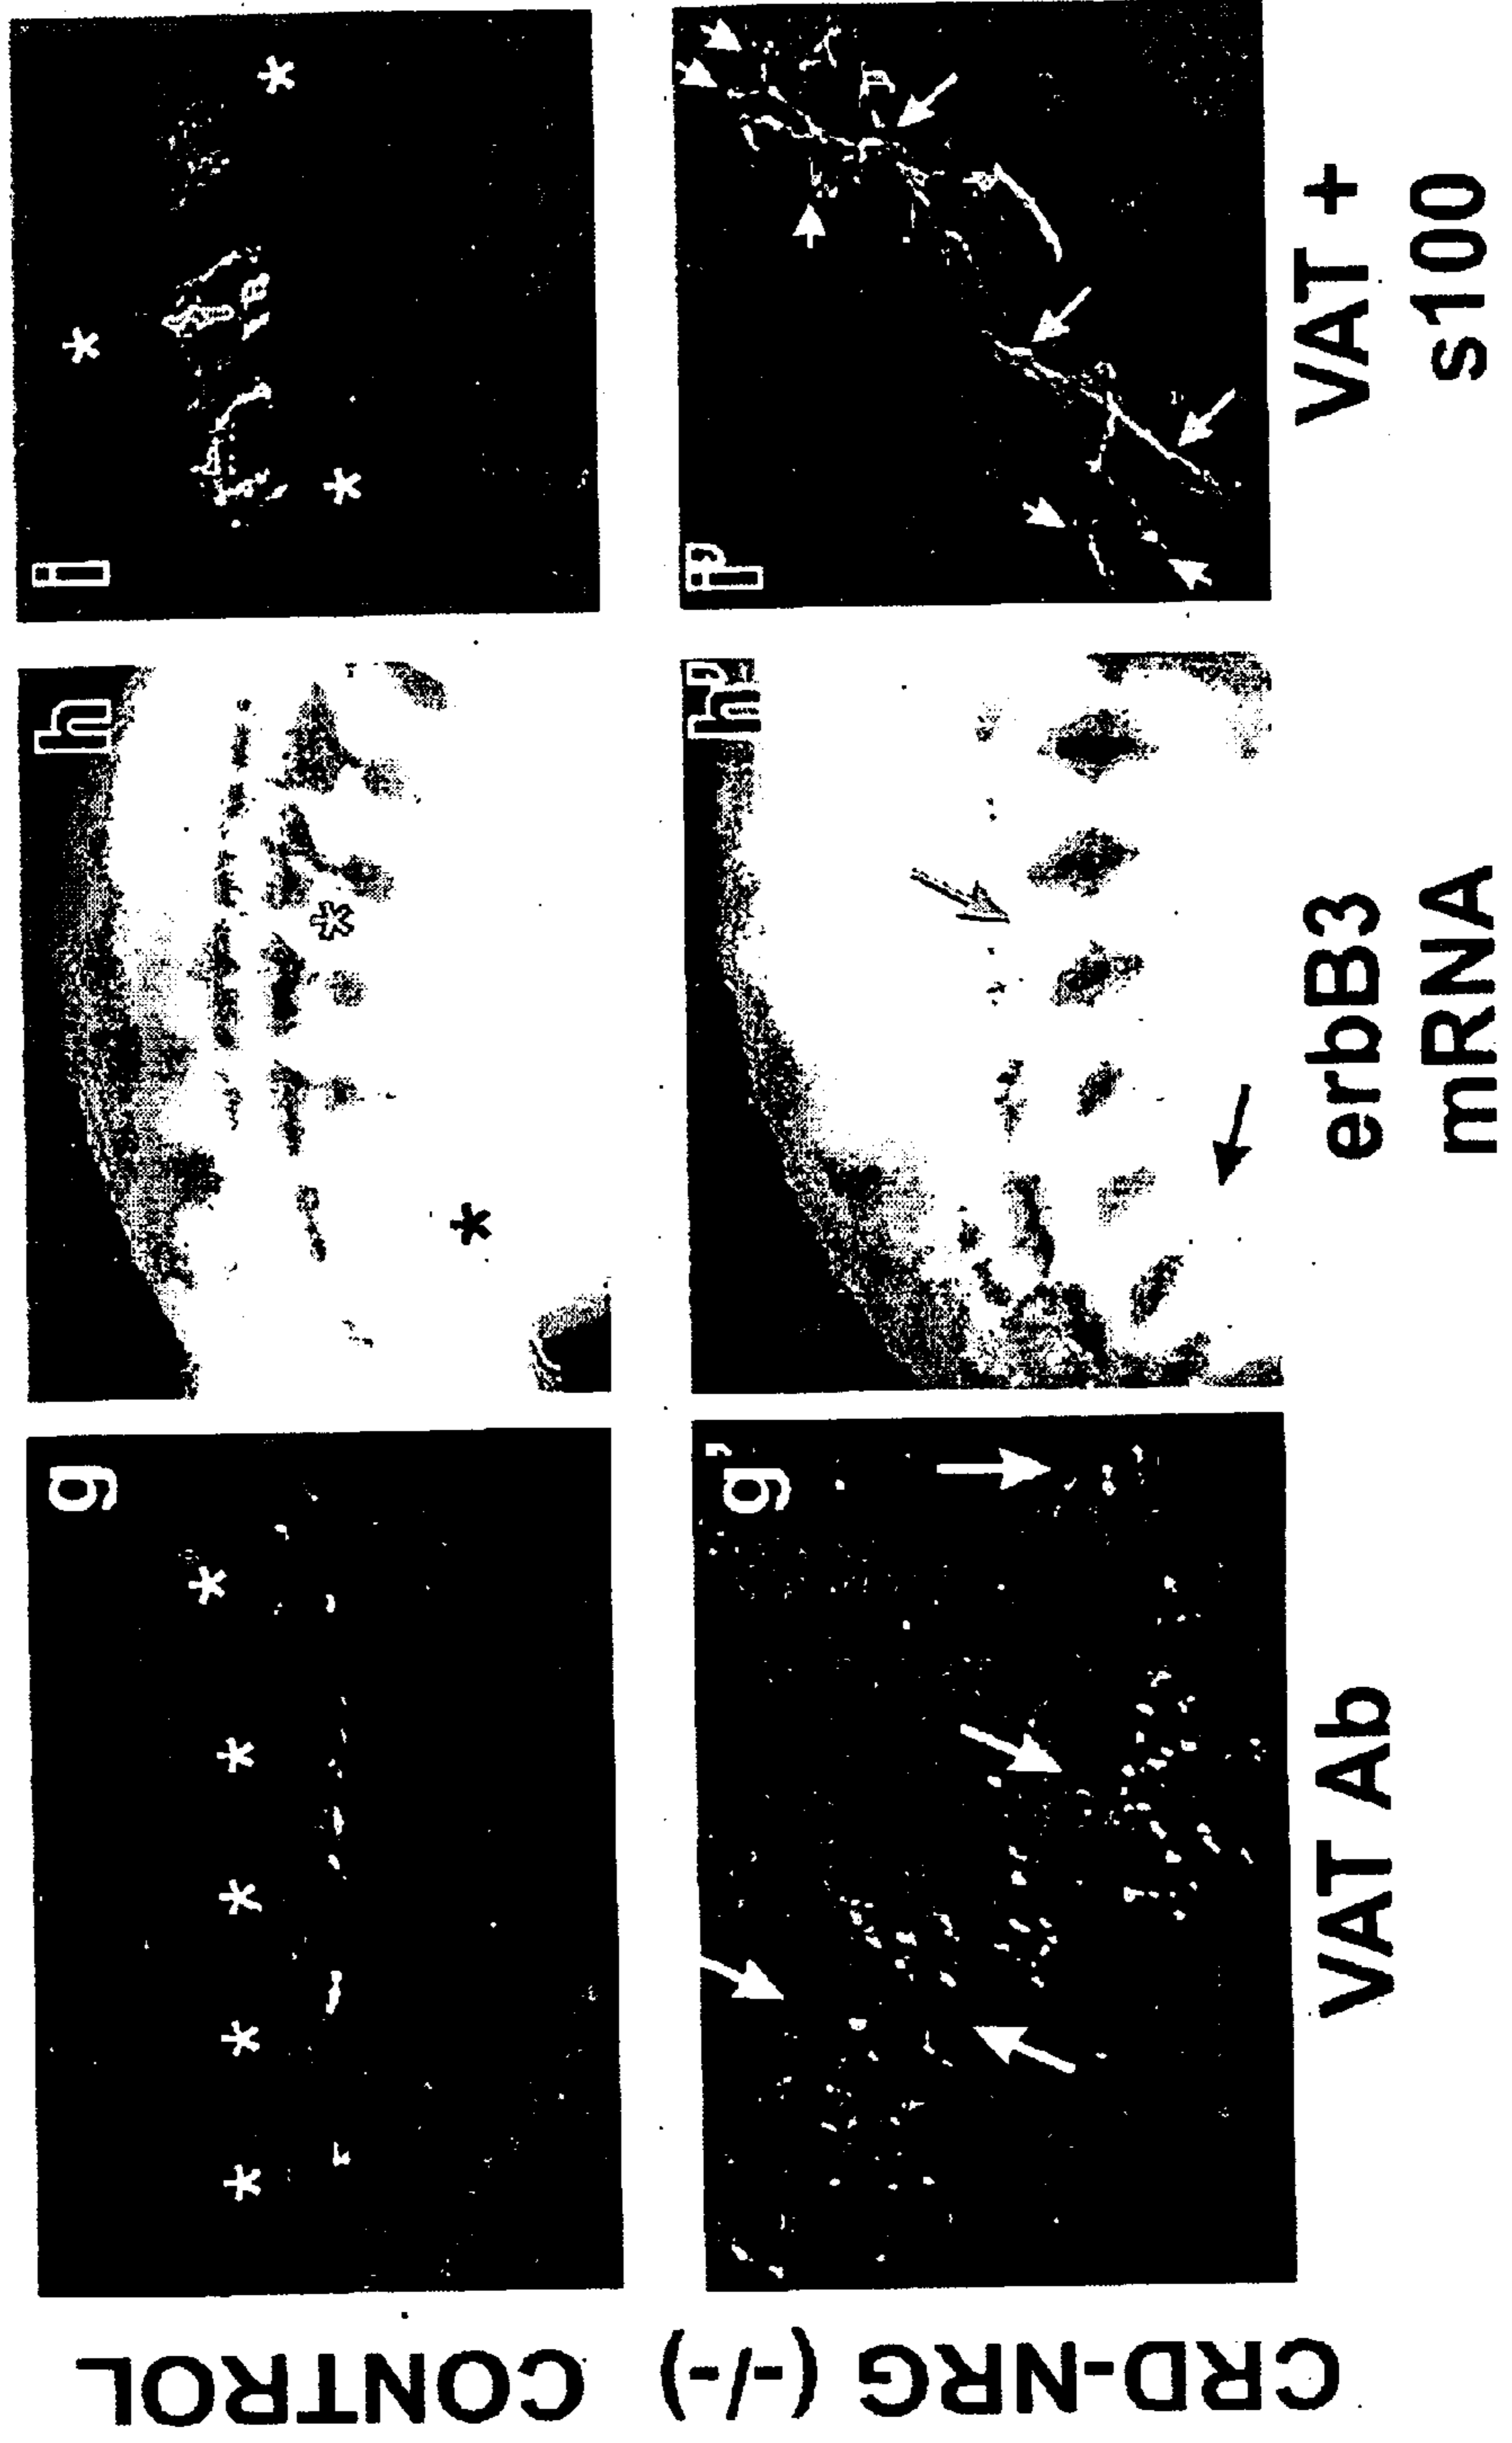 CONTROL
g
h
i
CRD-NRG (-/-)
g'
h'
i'
VAT Ab
erbB3
mRNA
VAT +
s100